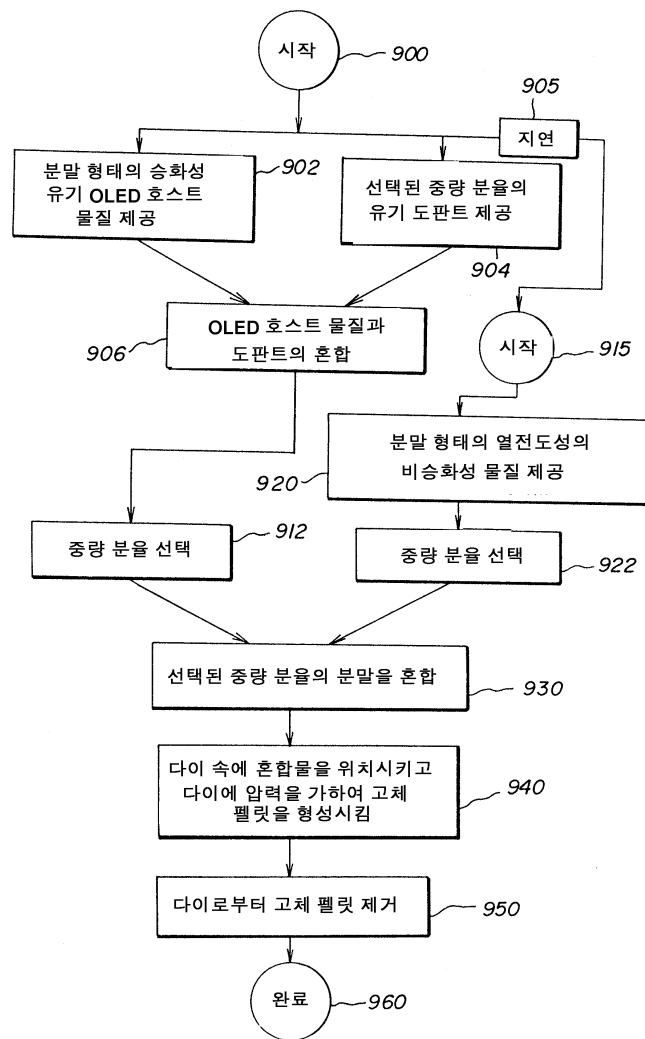 시작
900
905
지연
분말 형태의 승화성
유기 OLED 호스트
물질 제공
902
선택된 중량 분율의
유기 도판트 제공
904
OLED 호스트 물질과
도판트의 혼합
906
시작
915
분말 형태의 열전도성의
비승화성 물질 제공
920
중량 분율 선택
912
중량 분율 선택
922
선택된 중량 분율의 분말을 혼합
930
다이 속에 혼합물을 위치시키고
다이에 압력을 가하여 고체
펠릿을 형성시킴
940
다이로부터 고체 펠릿 제거
950
완료
960